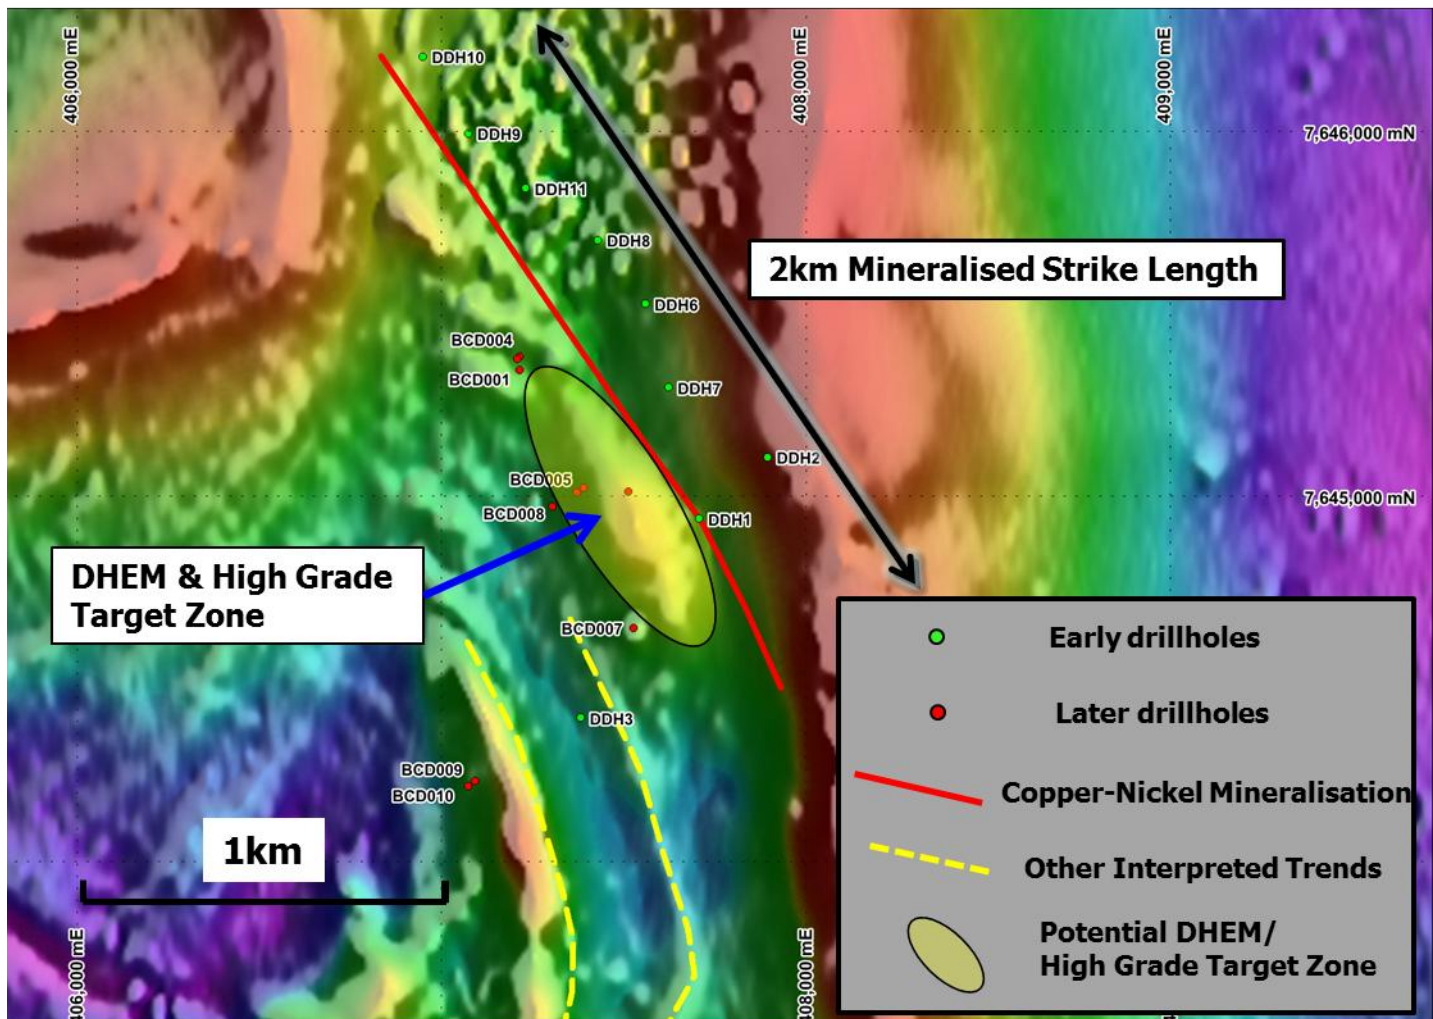 406,000 mE
408,000 mE
409,000 mE
DDH10
7,646,000 mN
DDH9
DDH11
DDH8
2km Mineralised Strike Length
DDH6
BCD004
BCD001
DDH7
DDH2
BCD005
7,645,000 mN
BCD008
DDH1
DHEM & High Grade
Target Zone
BCD007
DDH3
BCD009
BCD010
1km
Early drillholes
Later drillholes
Copper-Nickel Mineralisation
Other Interpreted Trends
Potential DHEM/
High Grade Target Zone
406,000 mE
408,000 mE